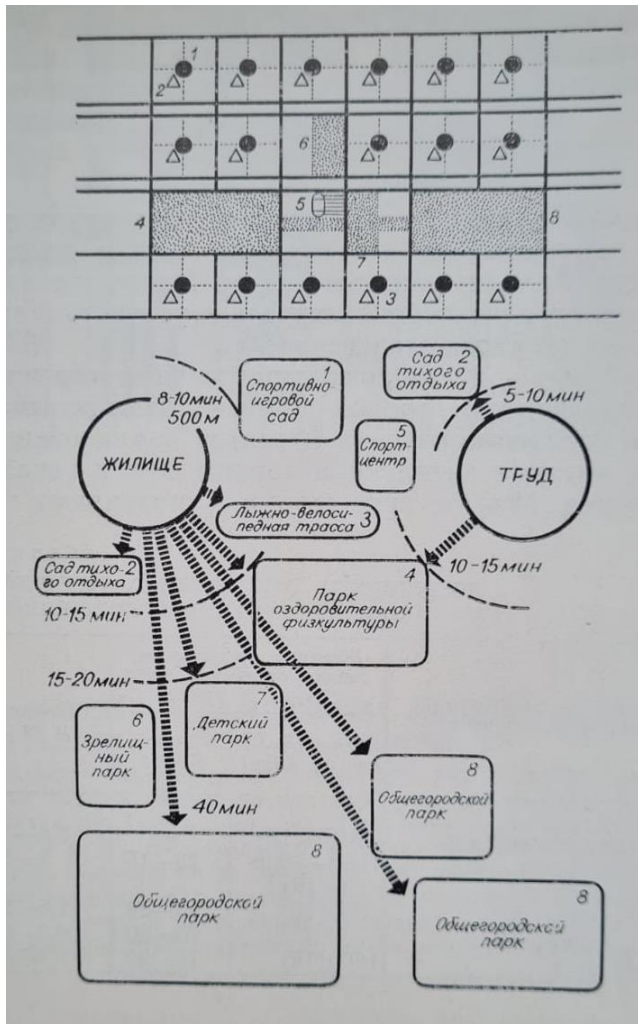 1
2
6
4
5
8
7
3
1
Спортивно-
игровой
сад
Сад 2
тихого
отдыха
8-10мин
500м
5-10мин
ЖИЛИЩЕ
5
Спорт-
центр
ТРУД
Лыжно-велоси-
педная трасса 3
Сад тихо-2
го отдыха
10-15мин
4
Парк
оздоровительной
физкультуры
10-15мин
15-20мин
6
Зрелищ-
ный
парк
7
Детский
парк
8
Общегородской
парк
40мин
8
Общегородской
парк
8
Общегородской
парк